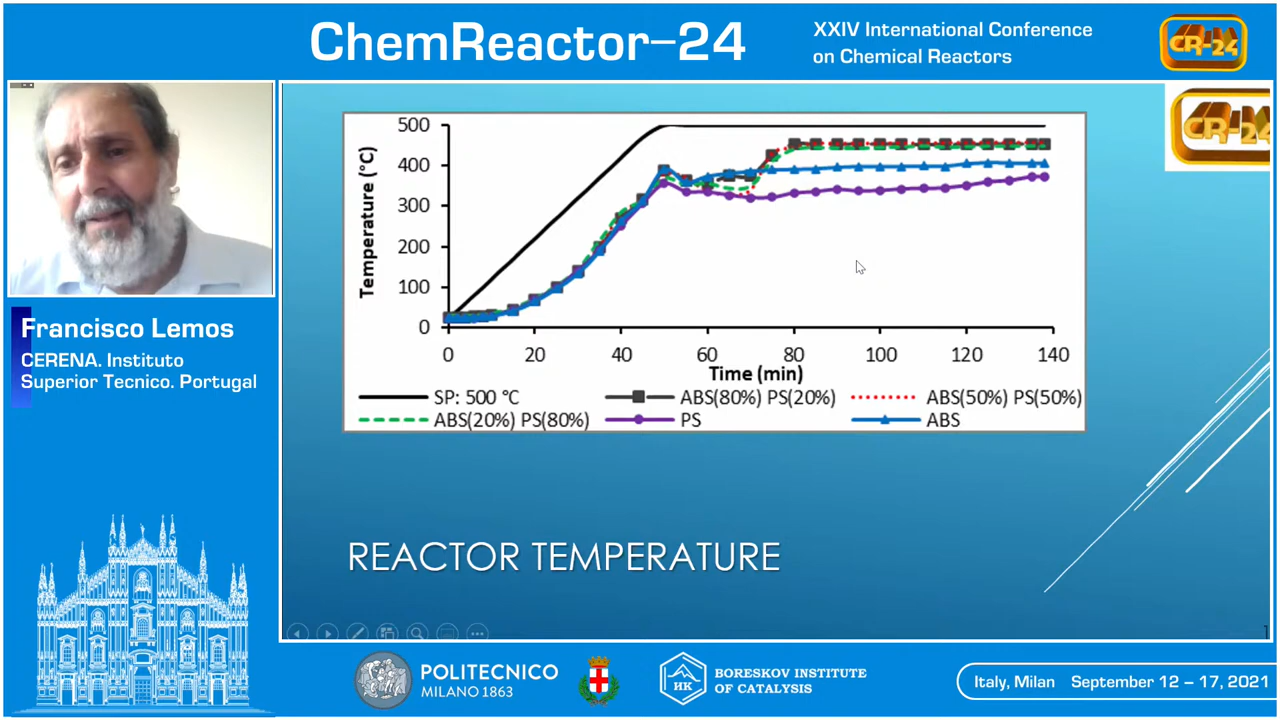 ChemReactor–24
XXIV International Conference
on Chemical Reactors
CR-24
CR-24
Francisco Lemos
CERENA. Instituto
Superior Tecnico. Portugal
500
400
300
200
100
0
Temperature (°C)
0 20 40 60 80 100 120 140
Time (min)
SP: 500 °C
ABS(80%) PS(20%)
ABS(50%) PS(50%)
ABS(20%) PS(80%)
PS
ABS
REACTOR TEMPERATURE
POLITECNICO
MILANO 1863
НК
BORESKOV INSTITUTE
OF CATALYSIS
Italy, Milan September 12 – 17, 2021